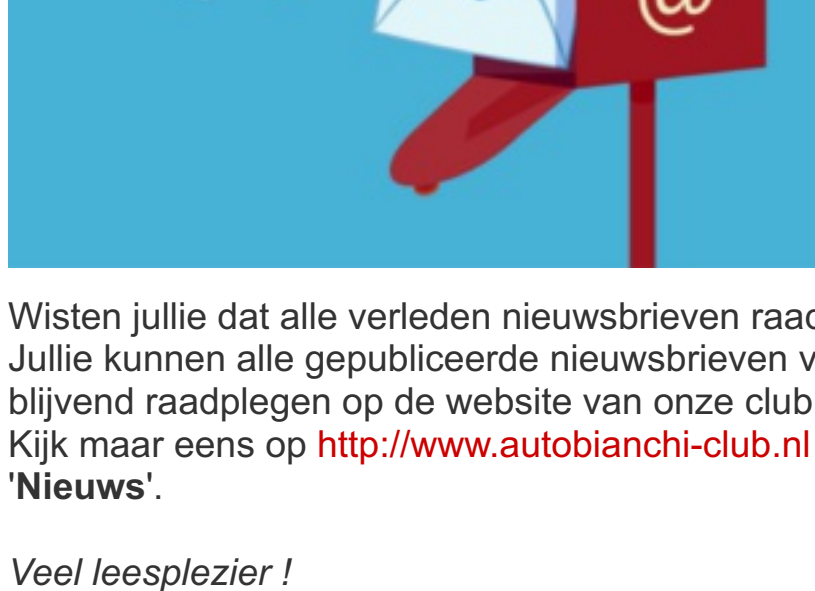 @
Wisten jullie dat alle verleden nieuwsbrieven
Jullie kunnen alle gepubliceerde nieuwsbrieven
blijvend raadplegen op de website van onze club
Kijk maar eens op http://www.autobianchi-club.nl
'Nieuws'.
Veel leesplezier !